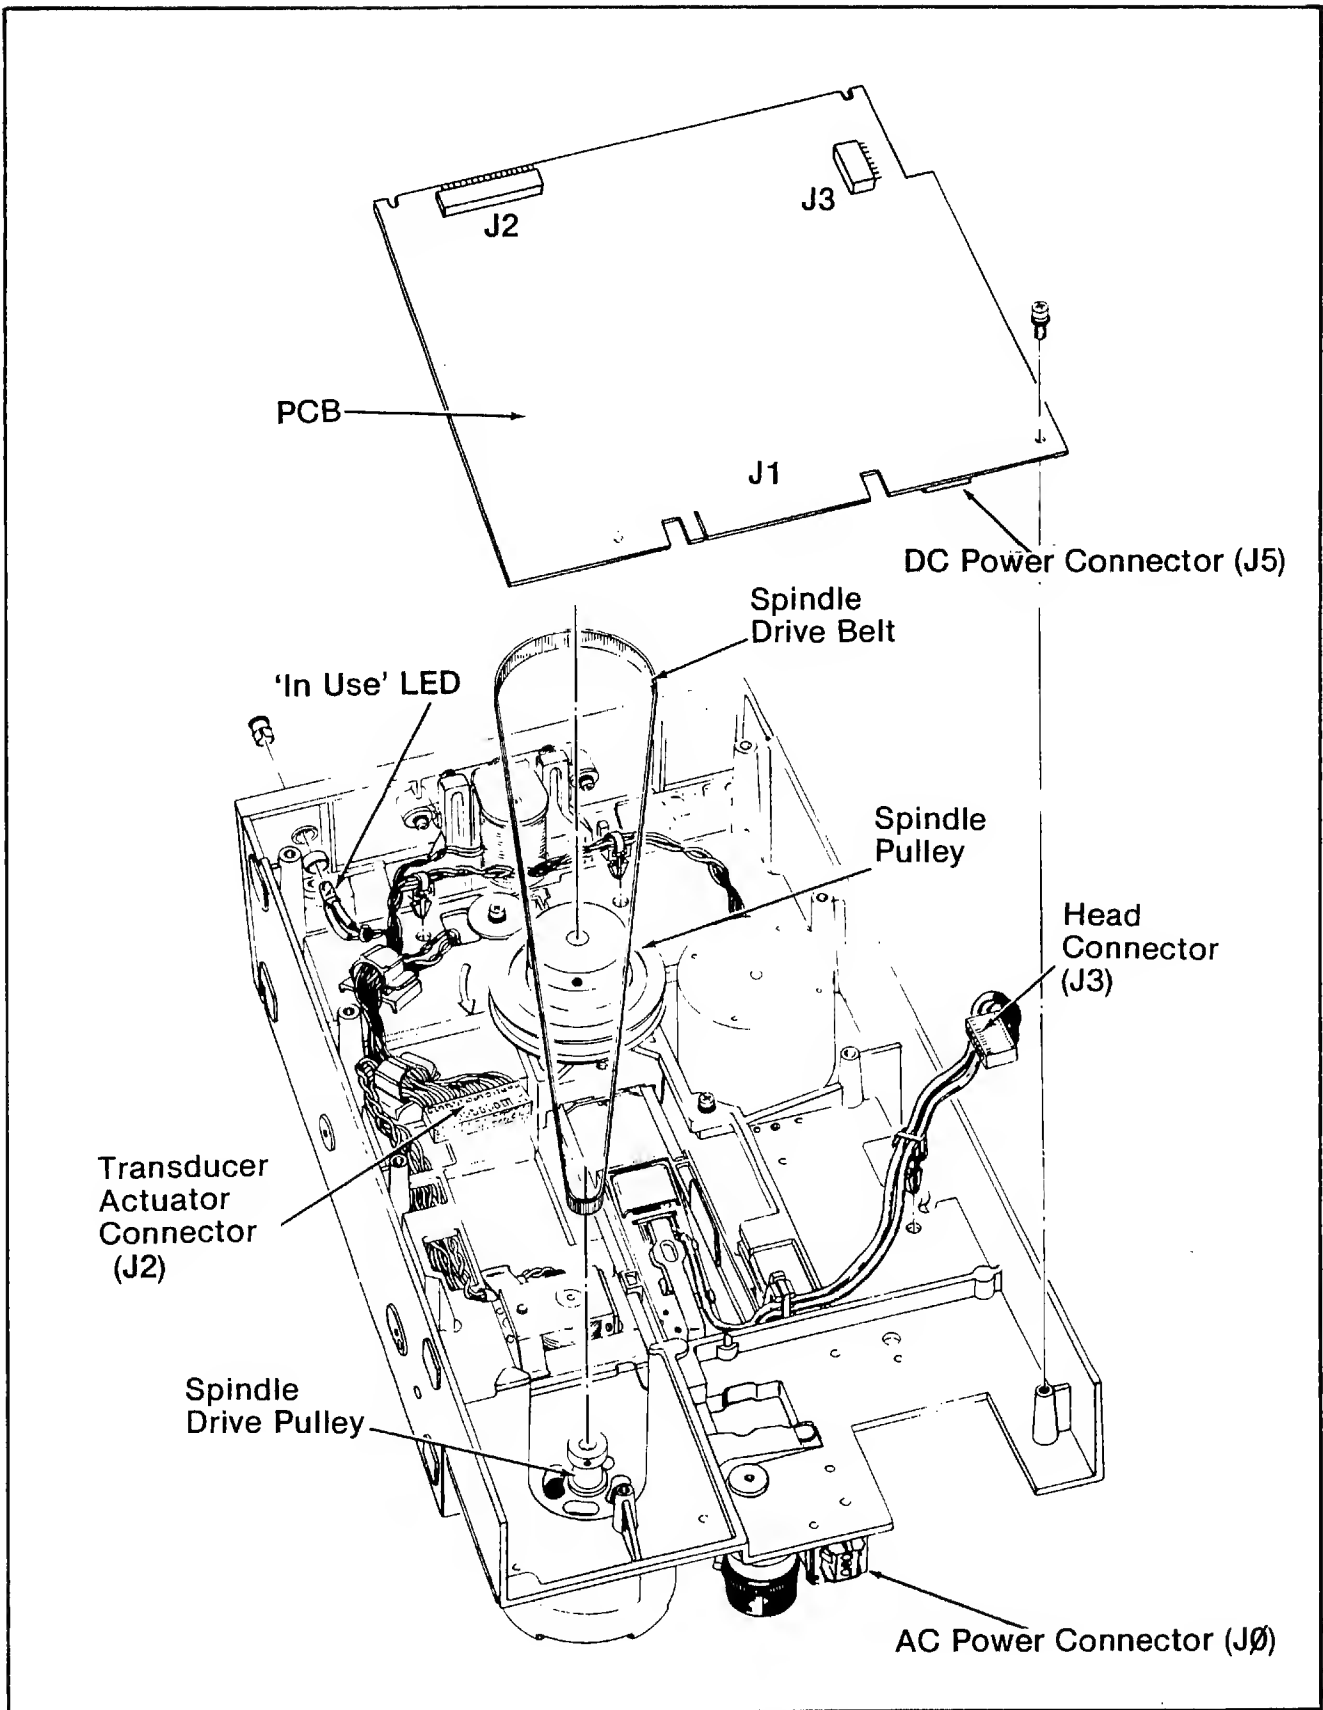 J2
J3
PCB
J1
DC Power Connector (J5)
Spindle
Drive Belt
'In Use' LED
Spindle
Pulley
Head
Connector
(J3)
Transducer
Actuator
Connector
(J2)
Spindle
Drive Pulley
AC Power Connector (JØ)